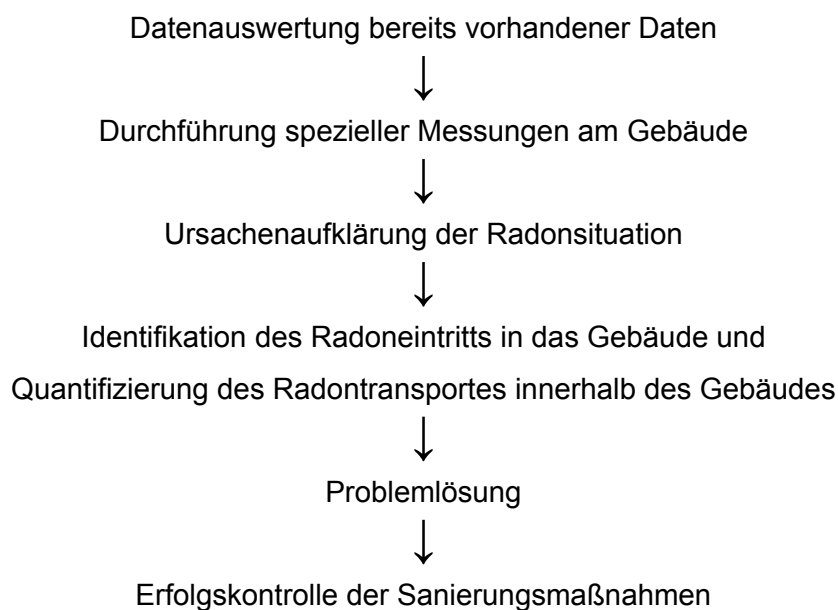 Datenauswertung bereits vorhandener Daten
↓
Durchführung spezieller Messungen am Gebäude
↓
Ursachenaufklärung der Radonsituation
↓
Identifikation des Radoneintritts in das Gebäude und
Quantifizierung des Radontransportes innerhalb des Gebäudes
↓
Problemlösung
↓
Erfolgskontrolle der Sanierungsmaßnahmen